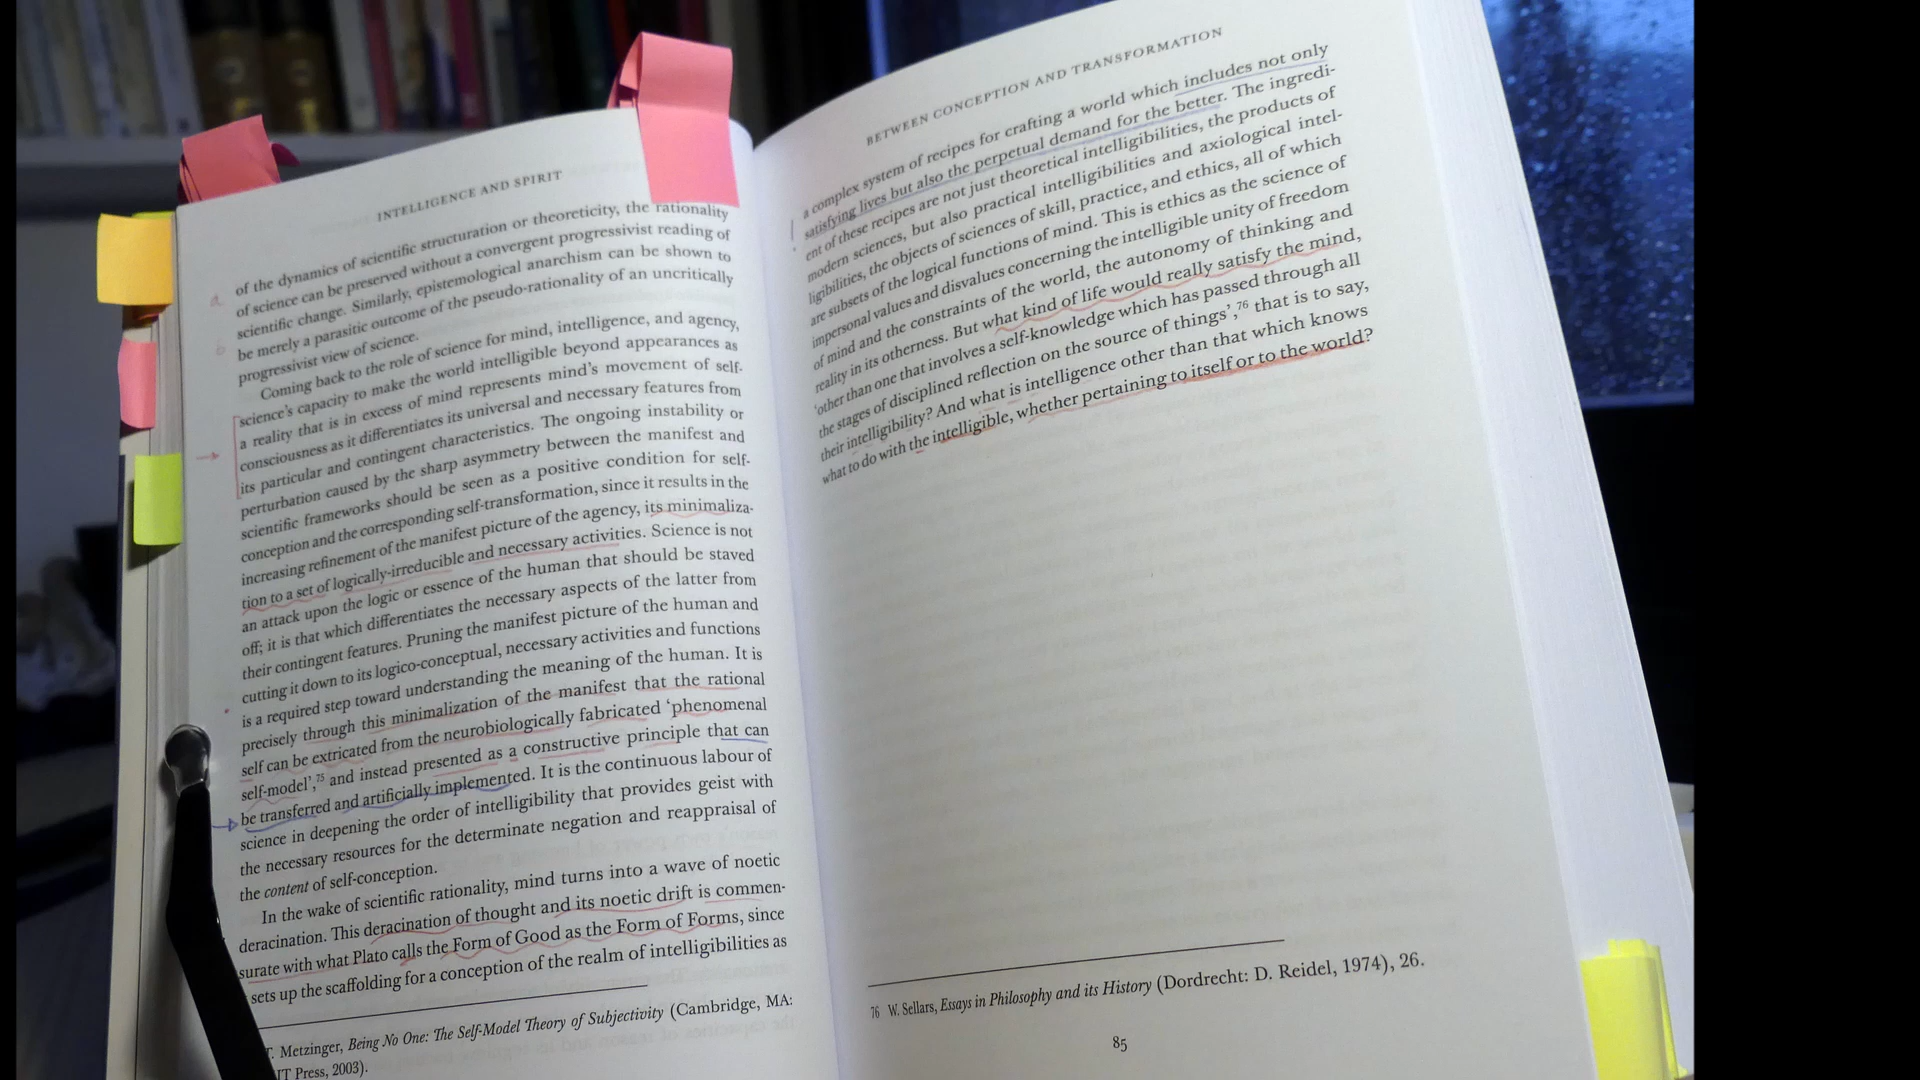 INTELLIGENCE AND SPIRIT
of the dynamics of scientific structuration or theoreticity, the rationality
of science can be preserved without a convergent progressivist reading of
scientific change. Similarly, epistemological anarchism can be shown to
be merely a parasitic outcome of the pseudo-rationality of an uncritically
progressivist view of science.
Coming back to the role of science for mind, intelligence, and agency,
science's capacity to make the world intelligible beyond appearances as
a reality that is in excess of mind represents mind's movement of self-
consciousness as it differentiates its universal and necessary features from
its particular and contingent characteristics. The ongoing instability or
perturbation caused by the sharp asymmetry between the manifest and
scientific frameworks should be seen as a positive condition for self-
conception and the corresponding self-transformation, since it results in the
increasing refinement of the manifest picture of the agency, its minimaliza-
tion to a set of logically-irreducible and necessary activities. Science is not
an attack upon the logic or essence of the human that should be staved
off; it is that which differentiates the necessary aspects of the latter from
their contingent features. Pruning the manifest picture of the human and
cutting it down to its logico-conceptual, necessary activities and functions
is a required step toward understanding the meaning of the human. It is
precisely through this minimalization of the manifest that the rational
self can be extricated from the neurobiologically fabricated ‘phenomenal
self-model’,75 and instead presented as a constructive principle that can
be transferred and artificially implemented. It is the continuous labour of
science in deepening the order of intelligibility that provides geist with
the necessary resources for the determinate negation and reappraisal of
the content of self-conception.
In the wake of scientific rationality, mind turns into a wave of noetic
deracination. This deracination of thought and its noetic drift is commen-
surate with what Plato calls the Form of Good as the Form of Forms, since
sets up the scaffolding for a conception of the realm of intelligibilities as
T. Metzinger, Being No One: The Self-Model Theory of Subjectivity (Cambridge, MA:
IT Press, 2003).
BETWEEN CONCEPTION AND TRANSFORMATION
a complex system of recipes for crafting a world which includes not only
satisfying lives but also the perpetual demand for the better. The ingredi-
ent of these recipes are not just theoretical intelligibilities, the products of
modern sciences, but also practical intelligibilities and axiological intel-
ligibilities, the objects of sciences of skill, practice, and ethics, all of which
are subsets of the logical functions of mind. This is ethics as the science of
impersonal values and disvalues concerning the intelligible unity of freedom
of mind and the constraints of the world, the autonomy of thinking and
reality in its otherness. But what kind of life would really satisfy the mind,
‘other than one that involves a self-knowledge which has passed through all
the stages of disciplined reflection on the source of things’,76 that is to say,
their intelligibility? And what is intelligence other than that which knows
what to do with the intelligible, whether pertaining to itself or to the world?
76 W. Sellars, Essays in Philosophy and its History (Dordrecht: D. Reidel, 1974), 26.
85